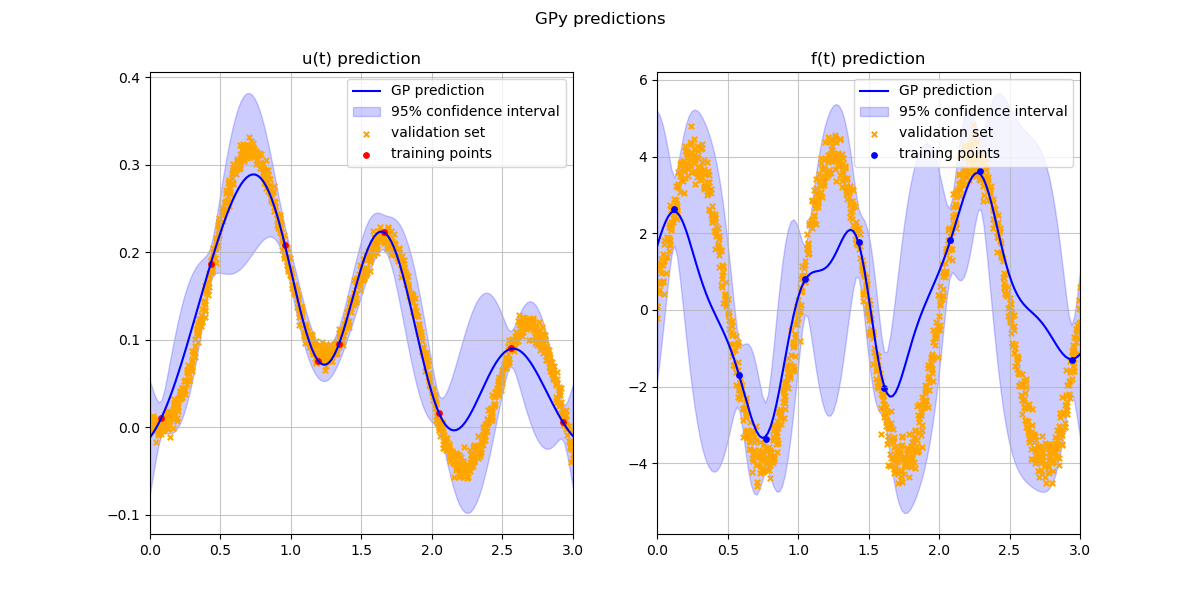 GPy predictions
u(t) prediction
0.4
0.3
0.2
0.1
0.0
−0.1
0.0 0.5 1.0 1.5 2.0 2.5 3.0
GP prediction
95% confidence interval
validation set
training points
f(t) prediction
6
4
2
0
−2
−4
0.0 0.5 1.0 1.5 2.0 2.5 3.0
GP prediction
95% confidence interval
validation set
training points